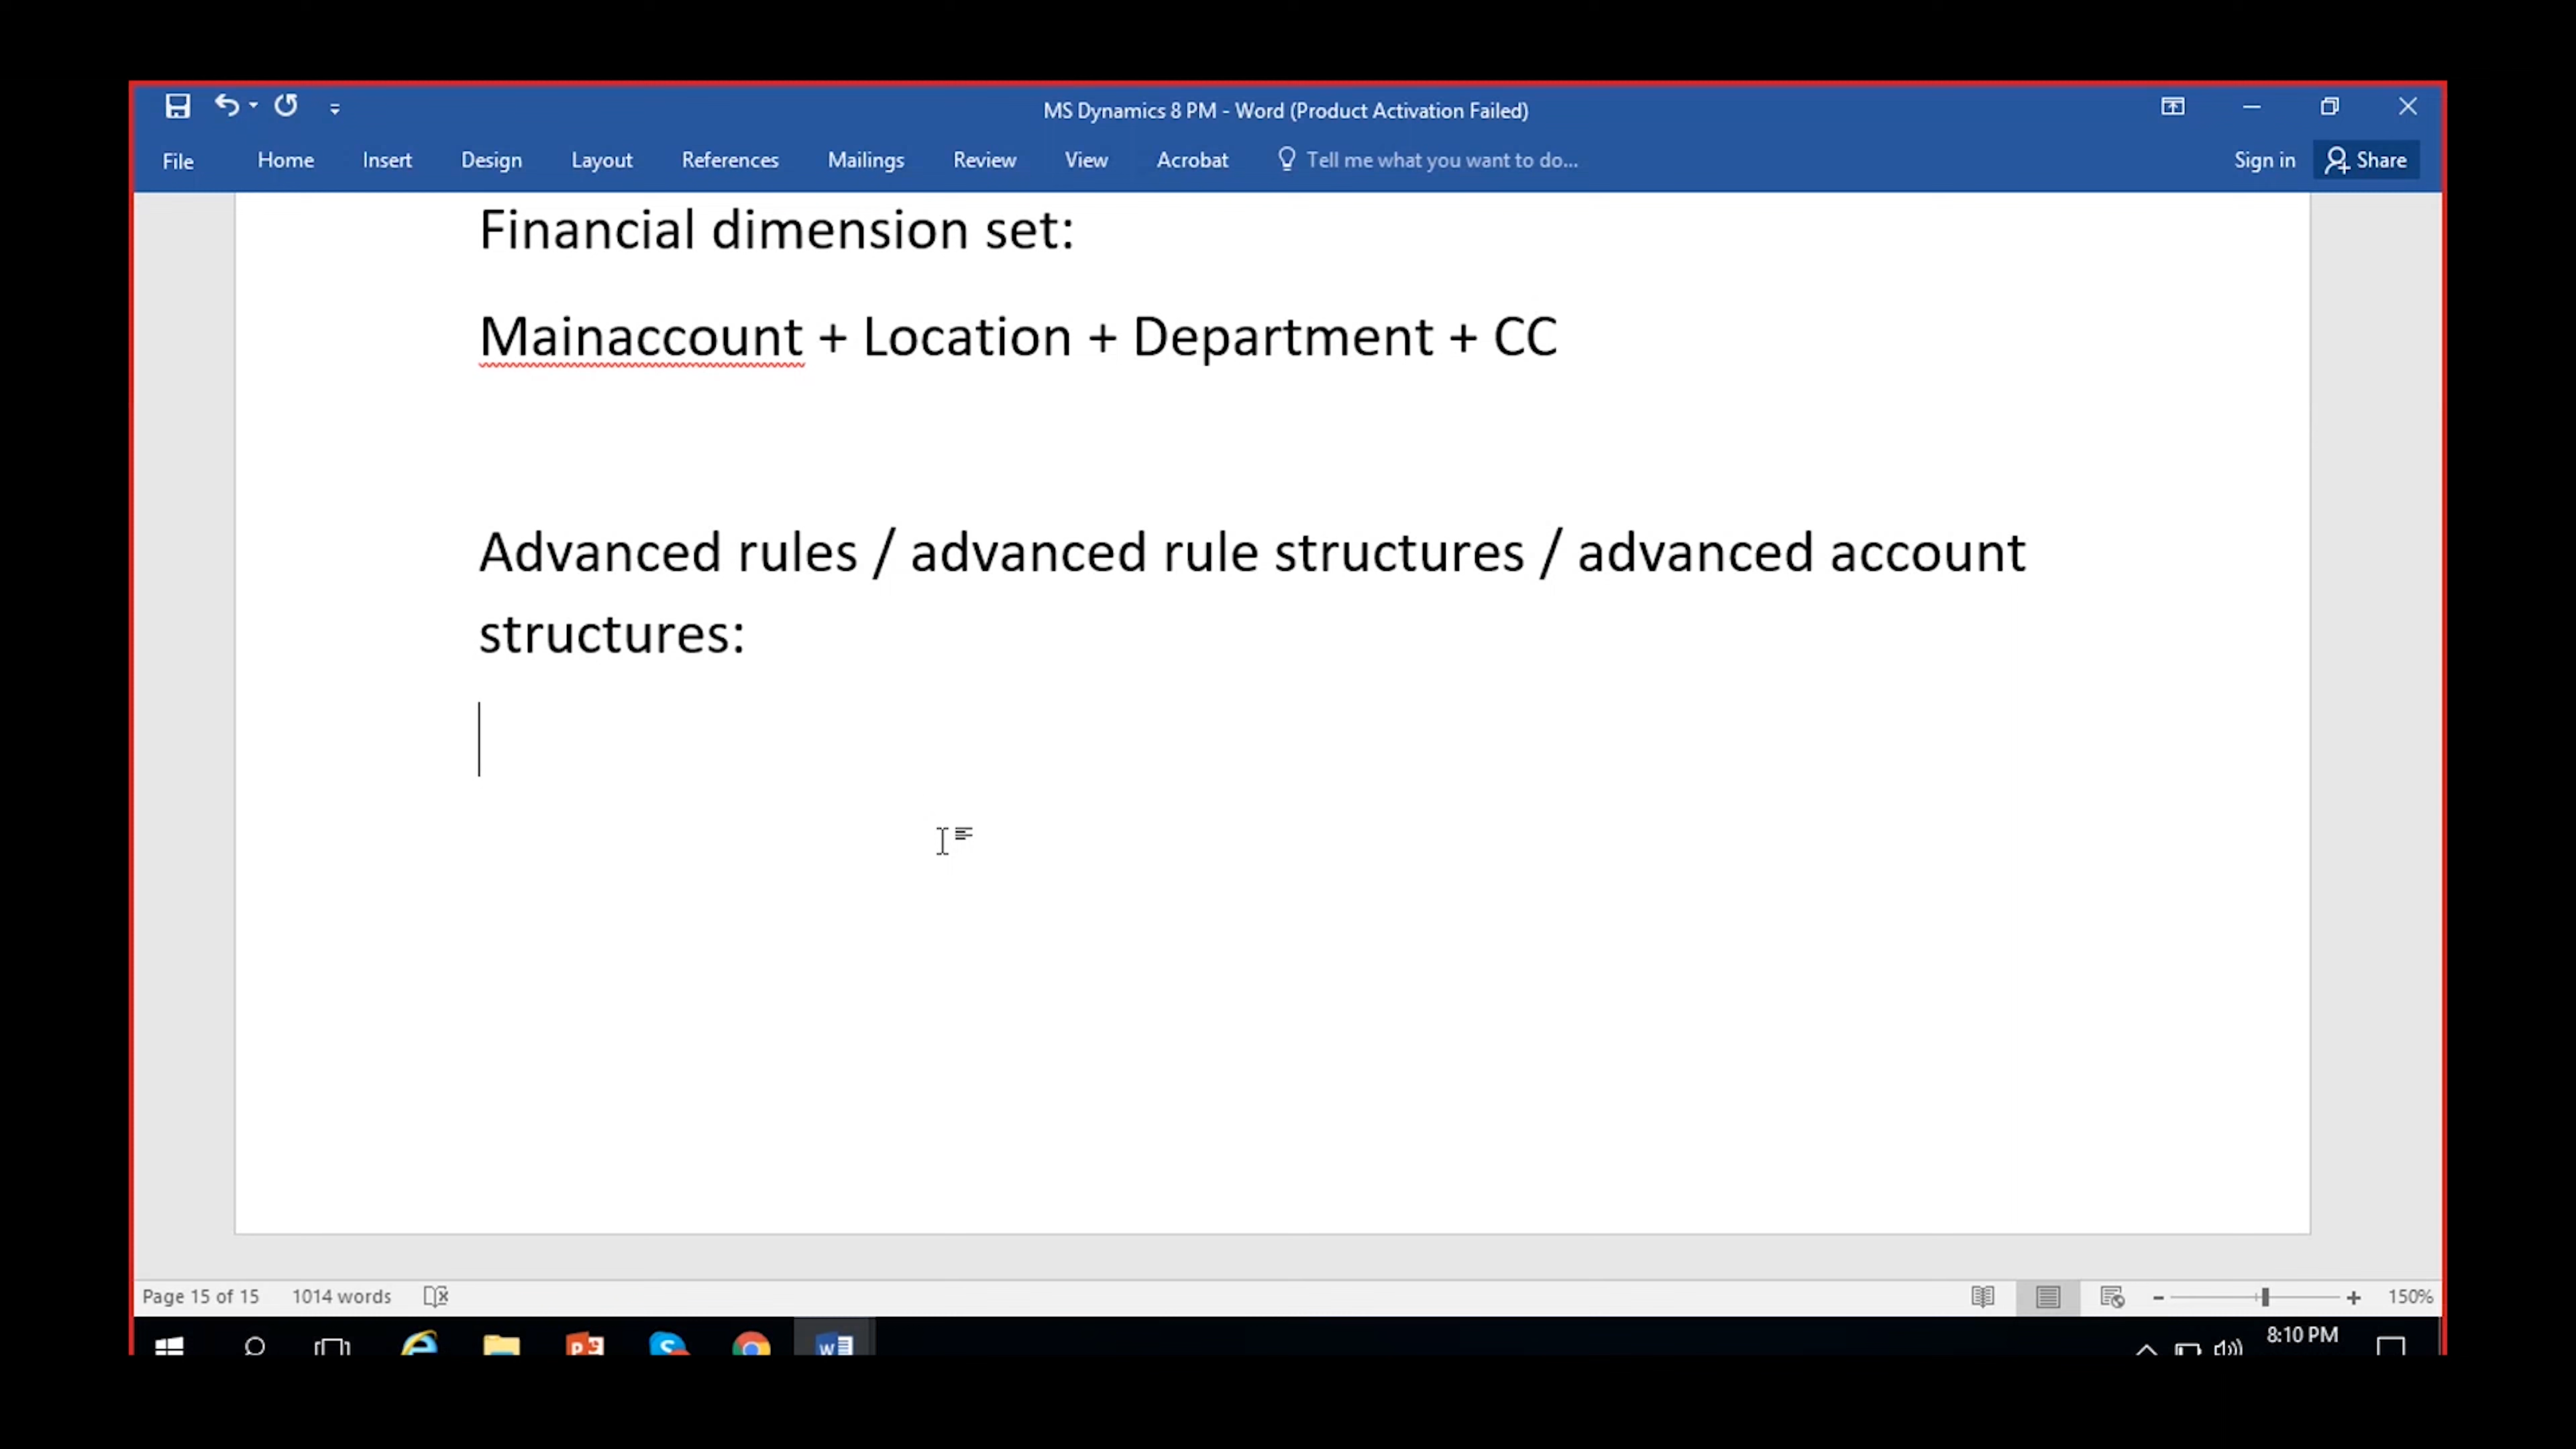 MS Dynamics 8 PM - Word (Product Activation Failed)
File Home Insert Design Layout References Mailings Review View Acrobat Tell me what you want to do... Sign in Share
Financial dimension set:
Mainaccount + Location + Department + CC
Advanced rules / advanced rule structures / advanced account
structures:
Page 15 of 15 1014 words 150%
8:10 PM